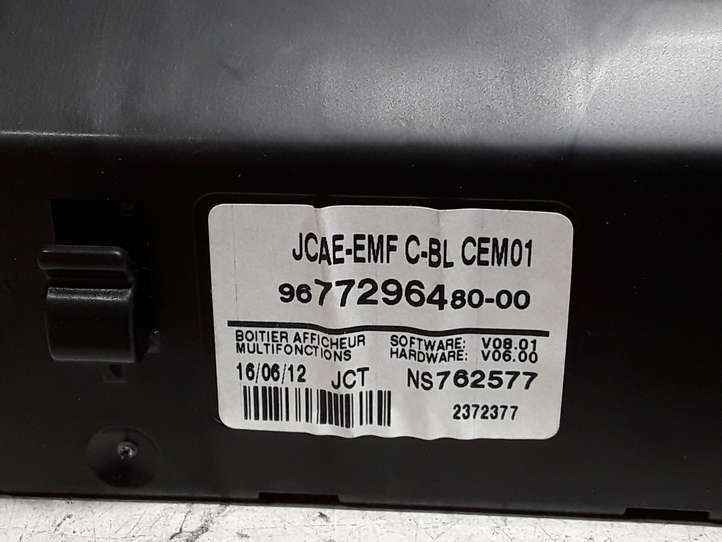 JCAE-EMF C-BL CEM01
9677296480-00
BOITIER AFFICHEUR SOFTWARE: V08.01
MULTIFONCTIONS HARDWARE: V06.00
16/06/12 JCT NS762577
2372377